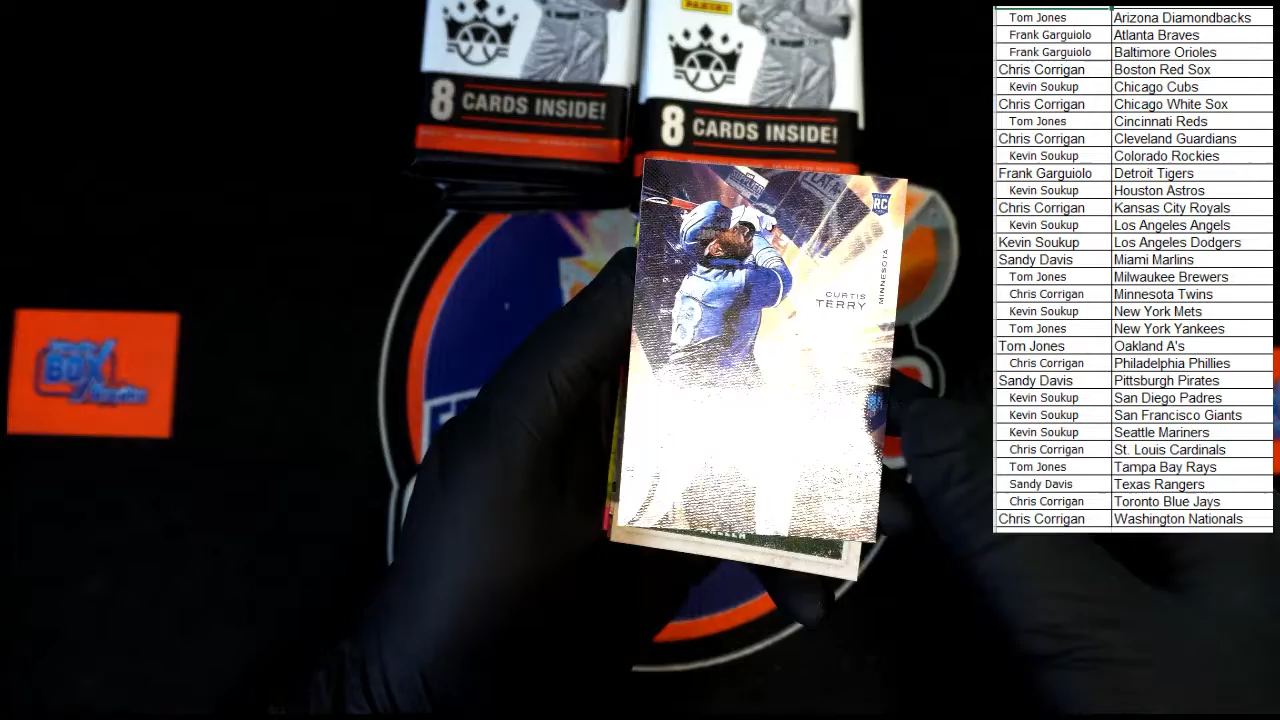 PANINI
8 CARDS INSIDE!
8 CARDS INSIDE!
RC
CURTIS
TERRY
MINNESOTA
BOX
Tom Jones Arizona Diamondbacks
Frank Garguiolo Atlanta Braves
Frank Garguiolo Baltimore Orioles
Chris Corrigan Boston Red Sox
Kevin Soukup Chicago Cubs
Chris Corrigan Chicago White Sox
Tom Jones Cincinnati Reds
Chris Corrigan Cleveland Guardians
Kevin Soukup Colorado Rockies
Frank Garguiolo Detroit Tigers
Kevin Soukup Houston Astros
Chris Corrigan Kansas City Royals
Kevin Soukup Los Angeles Angels
Kevin Soukup Los Angeles Dodgers
Sandy Davis Miami Marlins
Tom Jones Milwaukee Brewers
Chris Corrigan Minnesota Twins
Kevin Soukup New York Mets
Tom Jones New York Yankees
Tom Jones Oakland A's
Chris Corrigan Philadelphia Phillies
Sandy Davis Pittsburgh Pirates
Kevin Soukup San Diego Padres
Kevin Soukup San Francisco Giants
Kevin Soukup Seattle Mariners
Chris Corrigan St. Louis Cardinals
Tom Jones Tampa Bay Rays
Sandy Davis Texas Rangers
Chris Corrigan Toronto Blue Jays
Chris Corrigan Washington Nationals